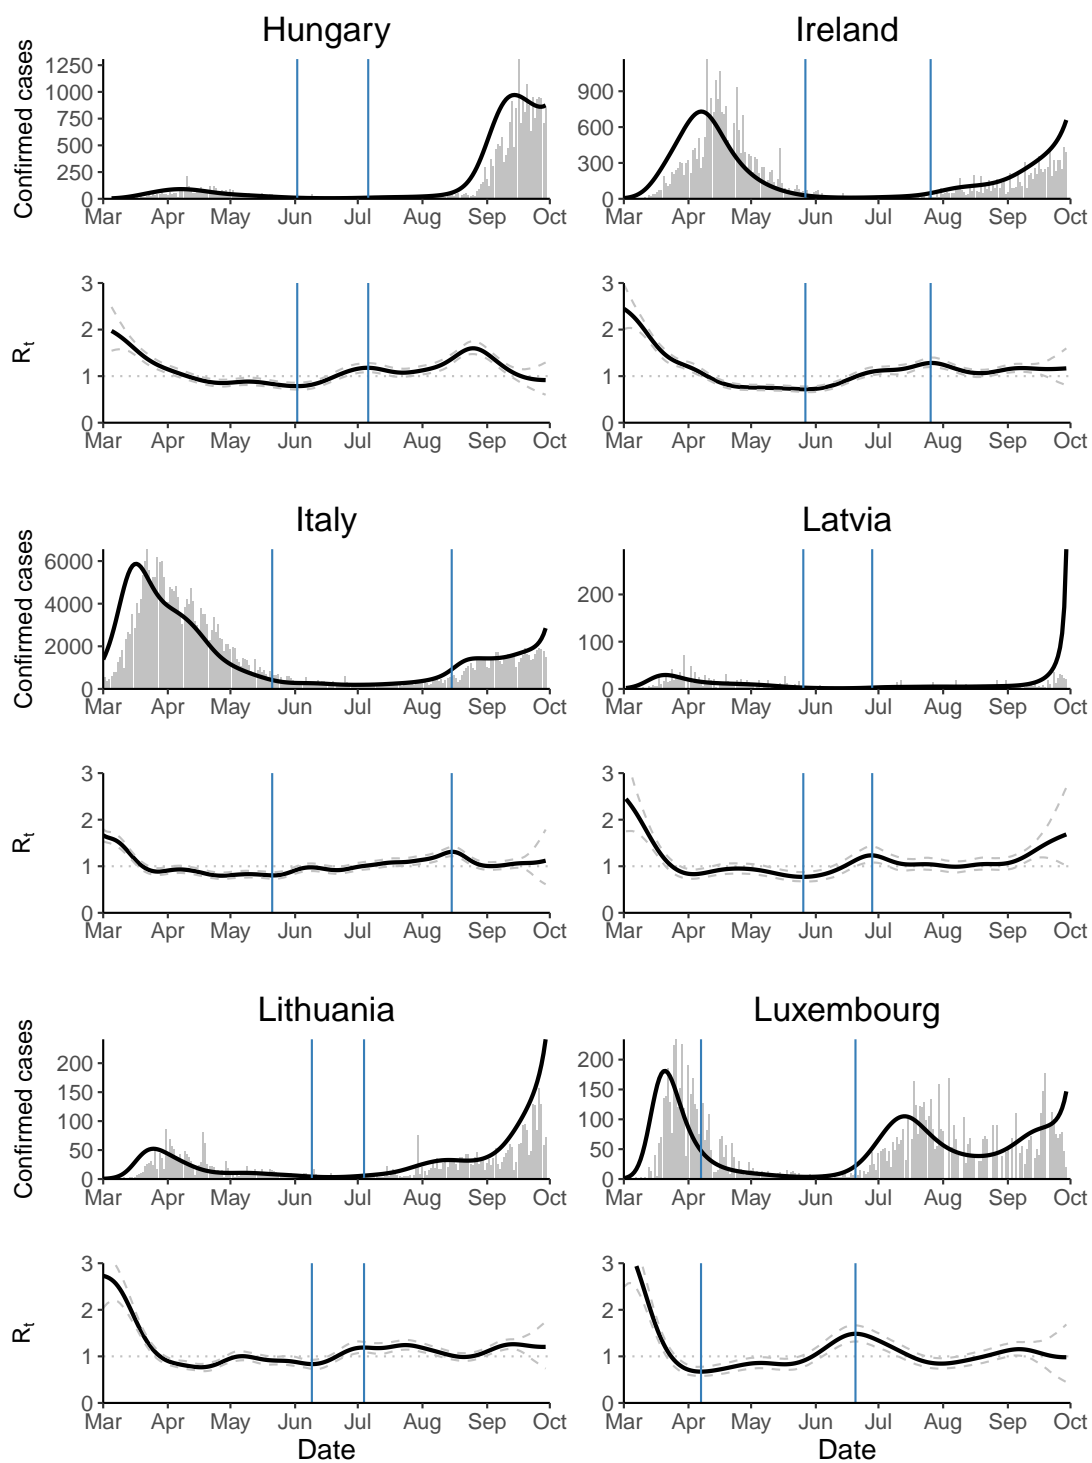 Hungary
Confirmed cases
1250
1000
750
500
250
0
Mar Apr May Jun Jul Aug Sep Oct
R_t
3
2
1
0
Mar Apr May Jun Jul Aug Sep Oct
Ireland
900
600
300
0
Mar Apr May Jun Jul Aug Sep Oct
3
2
1
0
Mar Apr May Jun Jul Aug Sep Oct
Italy
Confirmed cases
6000
4000
2000
0
Mar Apr May Jun Jul Aug Sep Oct
R_t
3
2
1
0
Mar Apr May Jun Jul Aug Sep Oct
Latvia
200
100
0
Mar Apr May Jun Jul Aug Sep Oct
3
2
1
0
Mar Apr May Jun Jul Aug Sep Oct
Lithuania
Confirmed cases
200
150
100
50
0
Mar Apr May Jun Jul Aug Sep Oct
R_t
3
2
1
0
Mar Apr May Jun Jul Aug Sep Oct
Date
Luxembourg
200
150
100
50
0
Mar Apr May Jun Jul Aug Sep Oct
3
2
1
0
Mar Apr May Jun Jul Aug Sep Oct
Date